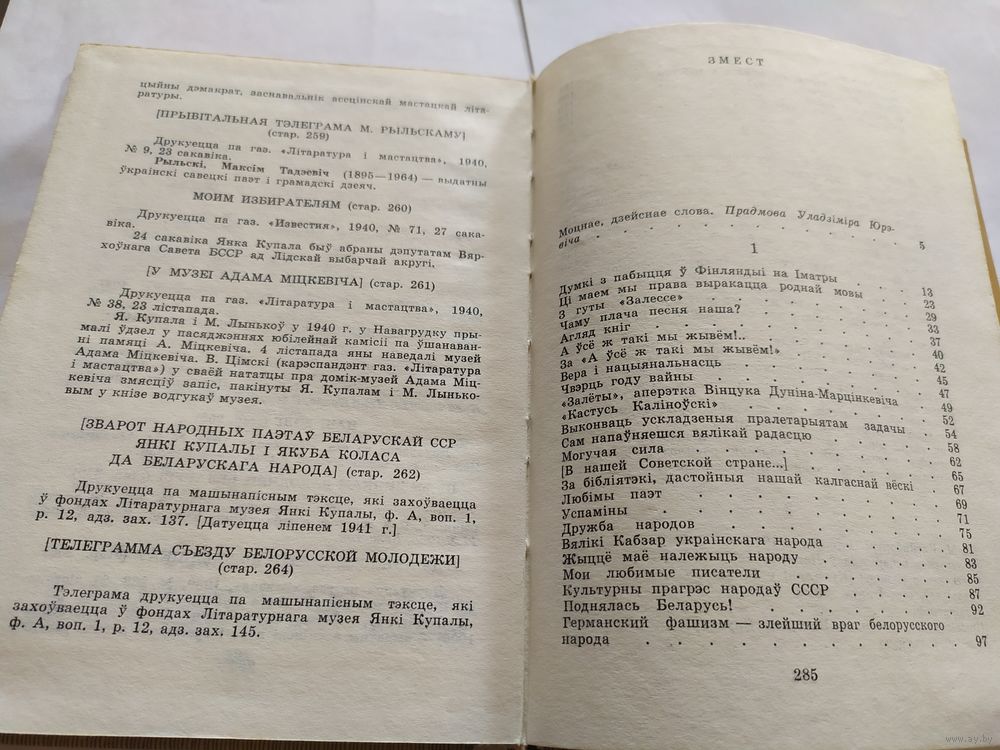 цыйны дэмакрат, заснавальнік асецінскай мастацкай літа-
ратуры.
[ПРЫВІТАЛЬНАЯ ТЭЛЕГРАМА М. РЫЛЬСКАМУ]
(стар. 259)
Друкуецца па газ. «Літаратура і мастацтва», 1940,
№ 9, 23 сакавіка.
Рыльскі, Максім Тадэевіч (1895—1964) — выдатны
ўкраінскі савецкі паэт і грамадскі дзеяч.
МОИМ ИЗБИРАТЕЛЯМ (стар. 260)
Друкуецца па газ. «Известия», 1940, № 71, 27 сака-
віка.
24 сакавіка Янка Купала быў абраны дэпутатам Вяр-
хоўнага Савета БССР ад Лідскай выбарчай акругі.
[У МУЗЕІ АДАМА МІЦКЕВІЧА] (стар. 261)
Друкуецца па газ. «Літаратура і мастацтва», 1940,
№ 38, 23 лістапада.
Я. Купала і М. Лынькоў у 1940 г. у Навагрудку пры-
малі ўдзел у пасяджэннях юбілейнай камісіі па ўшанаван-
ні памяці А. Міцкевіча. 4 лістапада яны наведалі музей
Адама Міцкевіча. В. Цімскі (карэспандэнт газ. «Літаратура
і мастацтва») у сваёй нататцы пра домік-музей Адама Міц-
кевіча змясціў запіс, пакінуты Я. Купалам і М. Лынько-
вым у кнізе водгукаў музея.
[ЗВАРОТ НАРОДНЫХ ПАЭТАЎ БЕЛАРУСКАЙ ССР
ЯНКІ КУПАЛЫ І ЯКУБА КОЛАСА
ДА БЕЛАРУСКАГА НАРОДА] (стар. 262)
Друкуецца па машынапісным тэксце, які захоўваецца
ў фондах Літаратурнага музея Янкі Купалы, ф. А, воп. 1,
р. 12, адз. зах. 137. [Датуецца ліпенем 1941 г.]
[ТЕЛЕГРАММА СЪЕЗДУ БЕЛОРУССКОЙ МОЛОДЕЖИ]
(стар. 264)
Тэлеграма друкуецца па машынапісным тэксце, які
захоўваецца ў фондах Літаратурнага музея Янкі Купалы,
ф. А, воп. 1, р. 12, адз. зах. 145.
ЗМЕСТ
Моцнае, дзейснае слова. Прадмова Уладзіміра Юрэ-
віча . . . . . . . . . . 5
1
Думкі з пабыцця ў Фінляндыі на Іматры . . 13
Ці маем мы права выракацца роднай мовы . . 23
З гуты «Залессе» . . . . . . . 29
Чаму плача песня наша? . . . . . . 33
Агляд кніг . . . . . . . . 37
А ўсё ж такі мы жывём!.. . . . . . 40
За «А ўсё ж такі мы жывём!» . . . . 42
Вера і нацыянальнасць . . . . . . 45
Чвэрць году вайны . . . . . . . 47
«Залёты», аперэтка Вінцука Дуніна-Марцінкевіча . 49
«Кастусь Каліноўскі» . . . . . . 52
Выконваць ускладзеныя пралетарыятам задачы . 54
Сам напаўняешся вялікай радасцю . . . . 58
Могучая сила . . . . . . . . 62
[В нашей Советской стране...] . . . . . 65
За бібліятэкі, дастойныя нашай калгаснай вёскі . 67
Любімы паэт . . . . . . . . 69
Успаміны . . . . . . . . . 71
Дружба народов . . . . . . . . 75
Вялікі Кабзар украінскага народа . . . . 81
Жыццё маё належыць народу . . . . . 83
Мои любимые писатели . . . . . . 85
Культурны прагрэс народаў СССР . . . . 87
Поднялась Беларусь! . . . . . . . 92
Германский фашизм — злейший враг белорусского
народа . . . . . . . . . . 97
285
www.ay.by